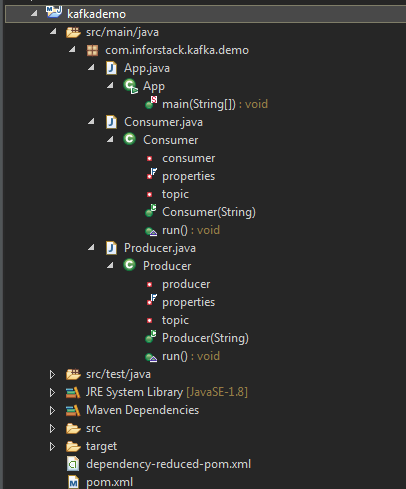 kafkademo
src/main/java
com.inforstack.kafka.demo
App.java
App
main(String[]) : void
Consumer.java
Consumer
consumer
properties
topic
Consumer(String)
run() : void
Producer.java
Producer
producer
properties
topic
Producer(String)
run() : void
src/test/java
JRE System Library [JavaSE-1.8]
Maven Dependencies
src
target
dependency-reduced-pom.xml
pom.xml